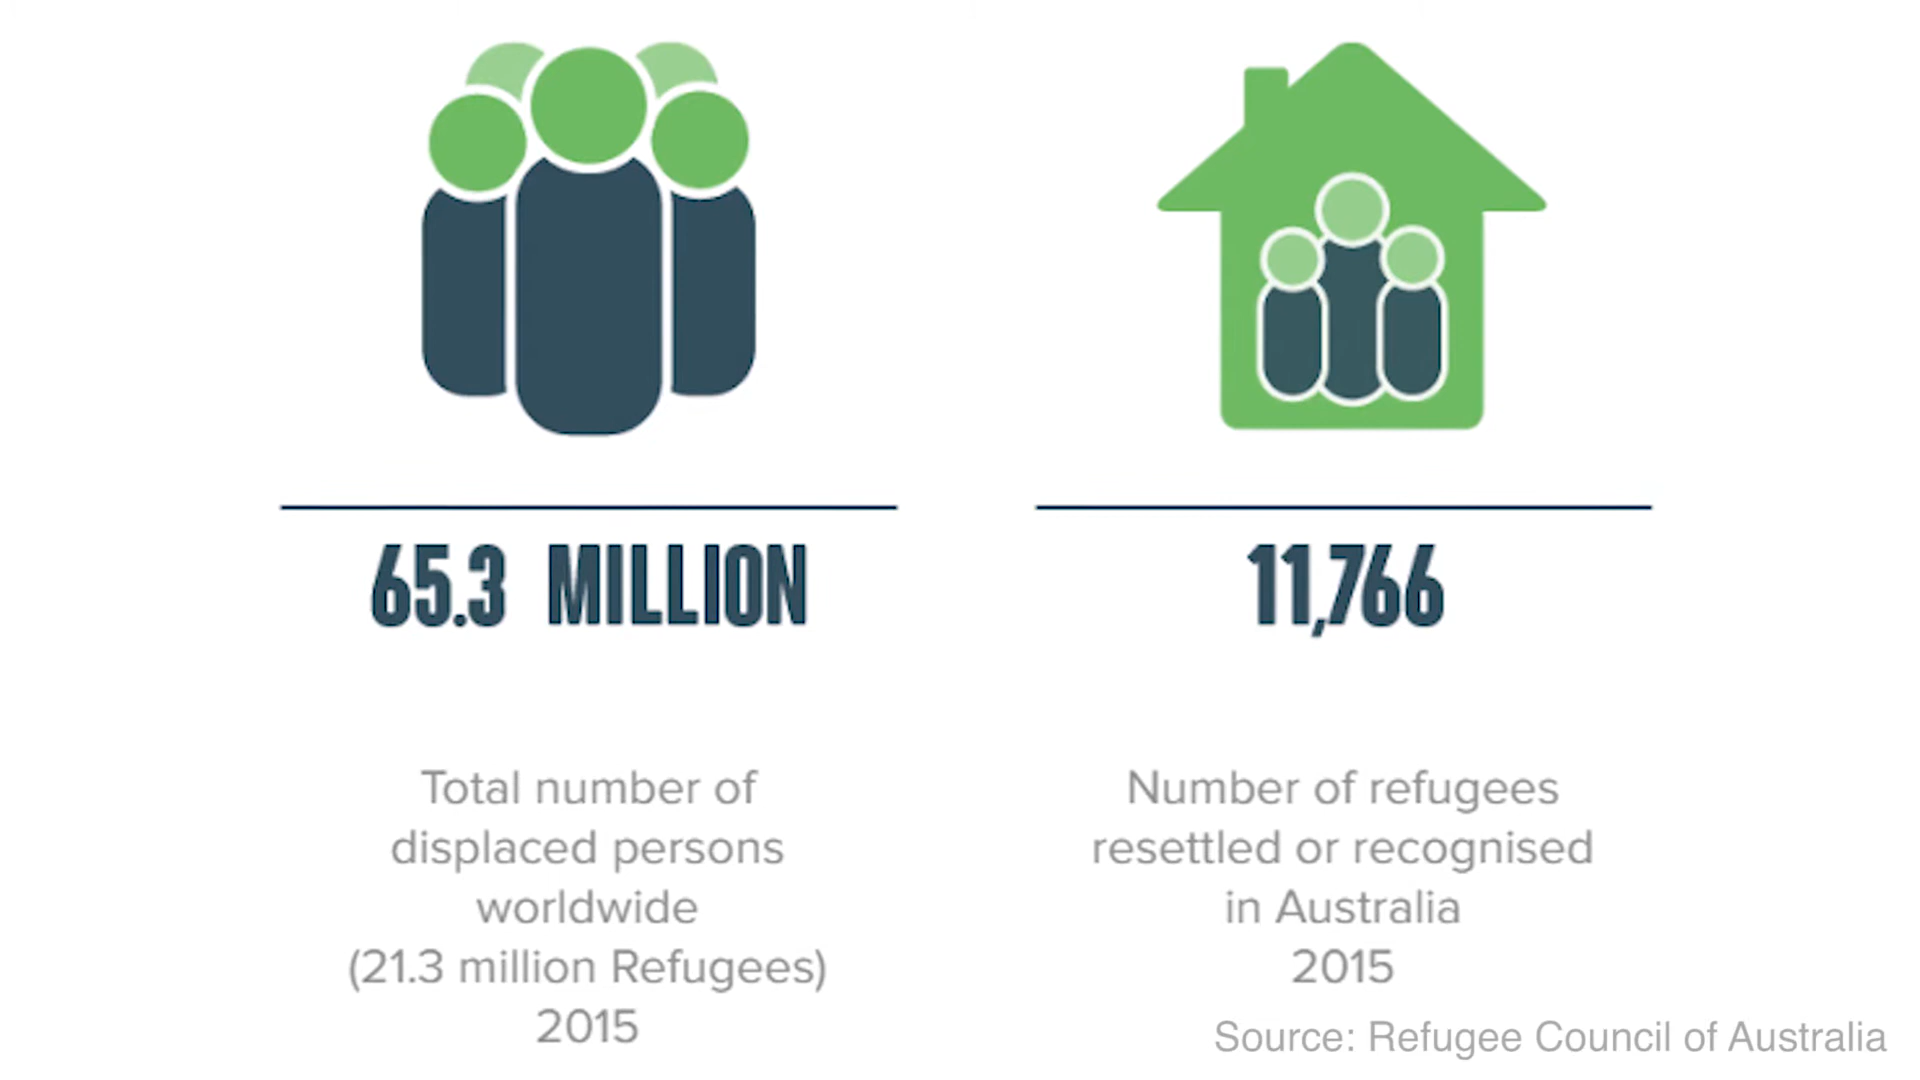 65.3 MILLION
Total number of
displaced persons
worldwide
(21.3 million Refugees)
2015
11,766
Number of refugees
resettled or recognised
in Australia
2015
Source: Refugee Council of Australia